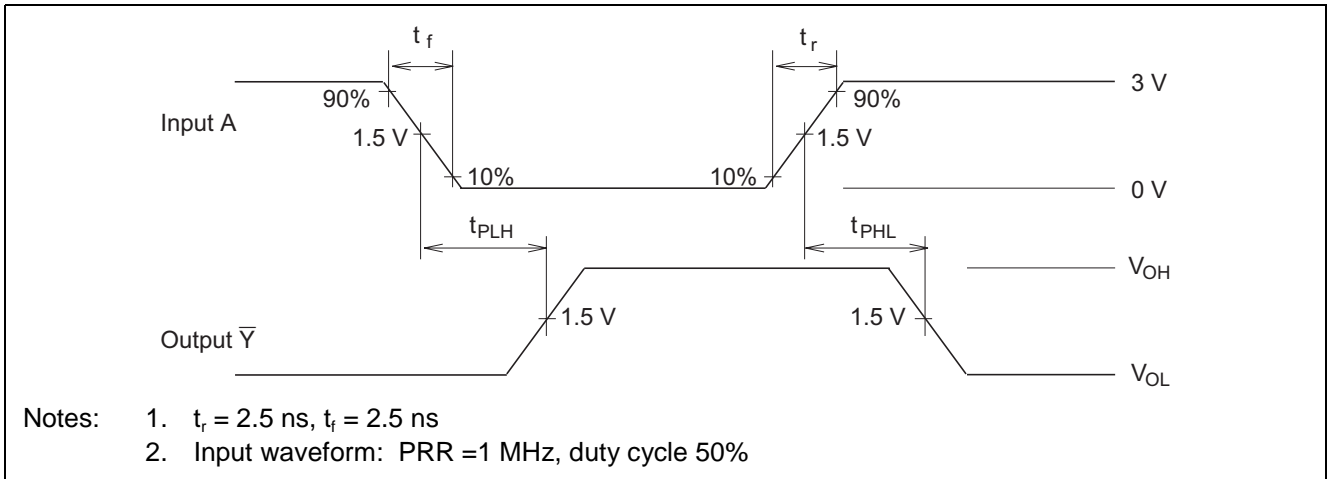 t f
t r
3 V
90%
90%
Input A
1.5 V
1.5 V
10%
10%
0 V
tPLH
tPHL
VOH
1.5 V
1.5 V
Output Y̅
VOL
Notes: 1. tr = 2.5 ns, tf = 2.5 ns
2. Input waveform: PRR =1 MHz, duty cycle 50%